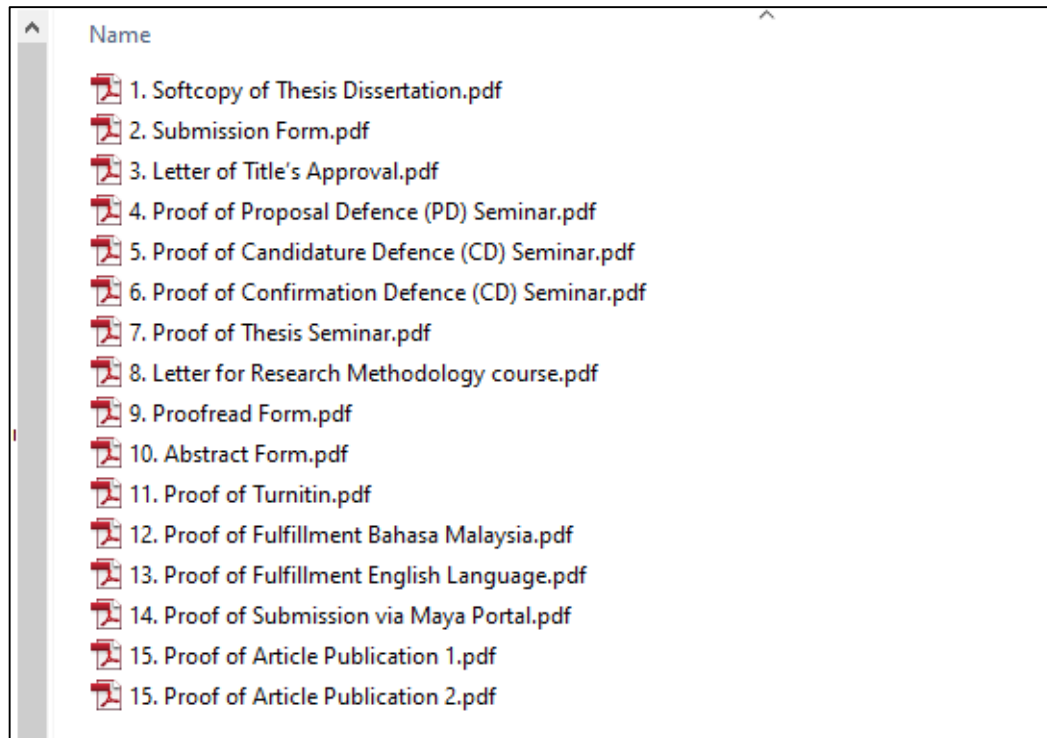 Name
1. Softcopy of Thesis Dissertation.pdf
2. Submission Form.pdf
3. Letter of Title's Approval.pdf
4. Proof of Proposal Defence (PD) Seminar.pdf
5. Proof of Candidature Defence (CD) Seminar.pdf
6. Proof of Confirmation Defence (CD) Seminar.pdf
7. Proof of Thesis Seminar.pdf
8. Letter for Research Methodology course.pdf
9. Proofread Form.pdf
10. Abstract Form.pdf
11. Proof of Turnitin.pdf
12. Proof of Fulfillment Bahasa Malaysia.pdf
13. Proof of Fulfillment English Language.pdf
14. Proof of Submission via Maya Portal.pdf
15. Proof of Article Publication 1.pdf
15. Proof of Article Publication 2.pdf